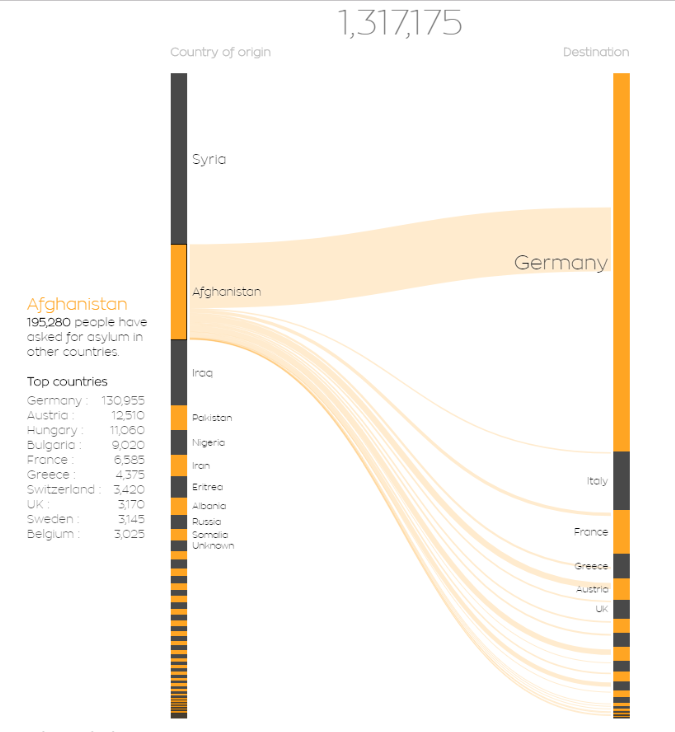 1,317,175
Country of origin
Destination
Syria
Germany
Afghanistan
Afghanistan
195,280 people have
asked for asylum in
other countries.
Top countries
Germany : 130,955
Austria : 12,510
Hungary : 11,060
Bulgaria : 9,020
France : 6,585
Greece : 4,375
Switzerland : 3,420
UK : 3,170
Sweden : 3,145
Belgium : 3,025
Iraq
Pakistan
Nigeria
Iran
Eritrea
Albania
Russia
Somalia
Unknown
Italy
France
Greece
Austria
UK